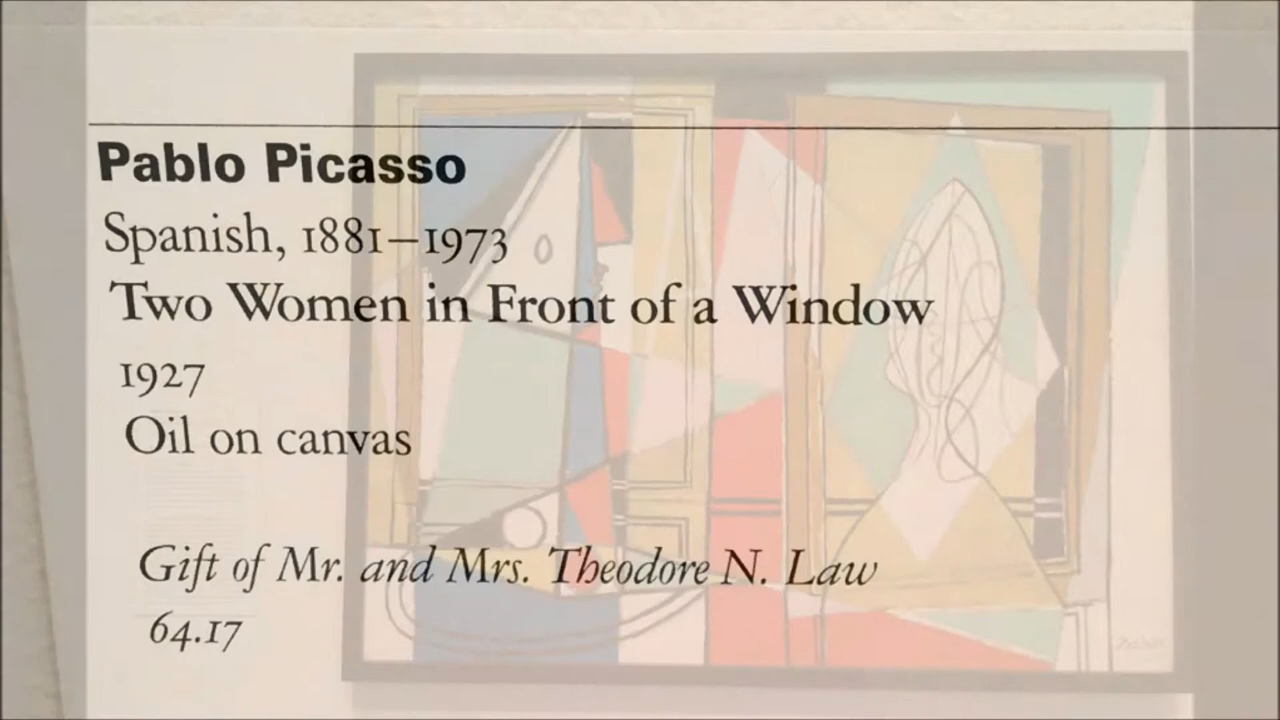 Pablo Picasso
Spanish, 1881–1973
Two Women in Front of a Window
1927
Oil on canvas
Gift of Mr. and Mrs. Theodore N. Law
64.17